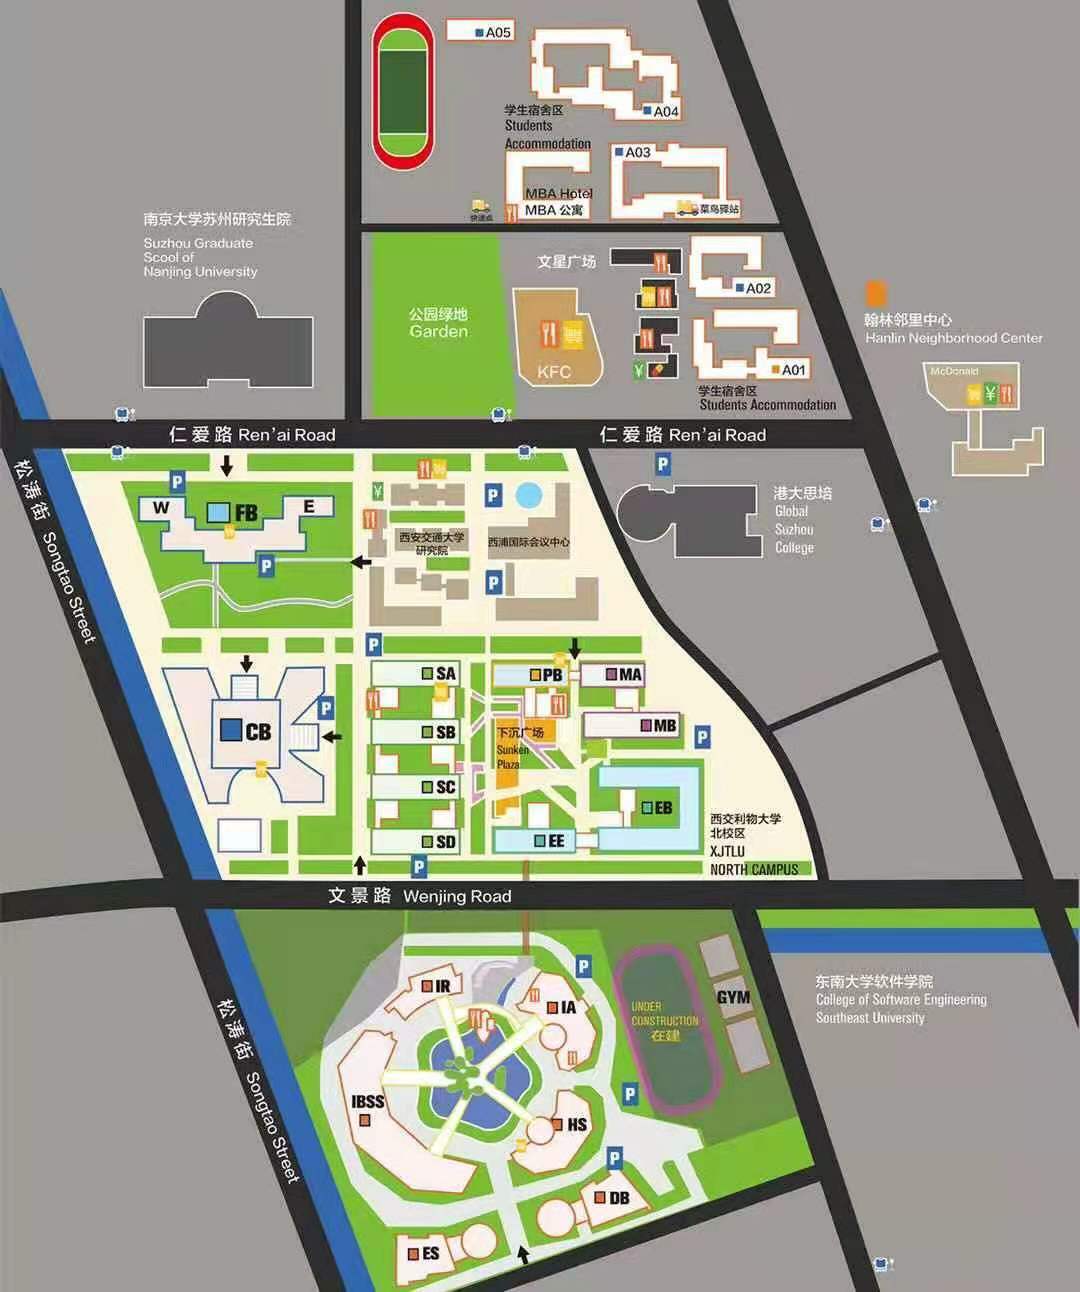 A05
学生宿舍区
Students
Accommodation
A04
A03
MBA Hotel
MBA 公寓
快递点
菜鸟驿站
南京大学苏州研究生院
Suzhou Graduate
Scool of
Nanjing University
文星广场
A02
公园绿地
Garden
KFC
¥
A01
学生宿舍区
Students Accommodation
翰林邻里中心
Hanlin Neighborhood Center
McDonald
¥
仁爱路 Ren'ai Road
仁爱路 Ren'ai Road
松涛街 Songtao Street
P
W
FB
E
P
¥
西安交通大学
研究院
P
西浦国际会议中心
P
P
港大思培
Global
Suzhou
College
P
SA
PB
MA
CB
P
SB
下沉广场
Sunken
Plaza
MB
P
SC
EB
SD
EE
P
西交利物大学
北校区
XJTLU
NORTH CAMPUS
文景路 Wenjing Road
IR
IA
P
UNDER
CONSTRUCTION
在建
GYM
东南大学软件学院
College of Software Engineering
Southeast University
松涛街 Songtao Street
IBSS
HS
P
P
DB
ES